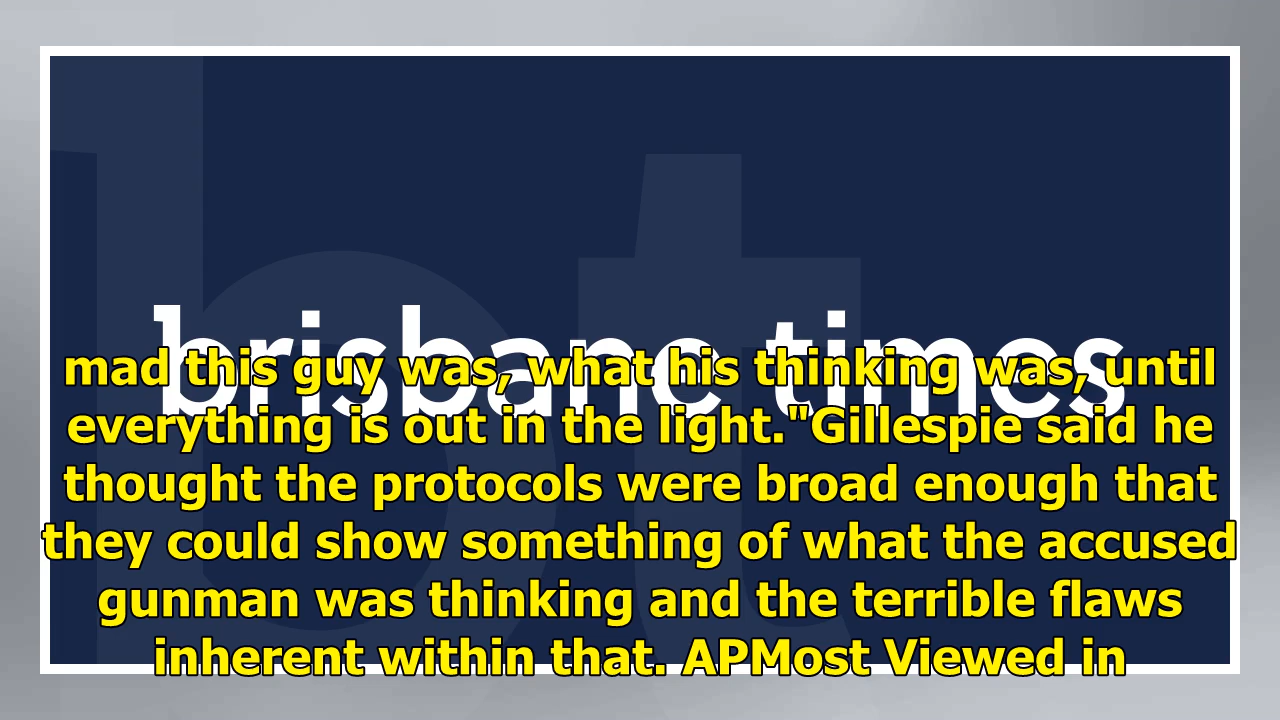 brisbane times
mad this guy was, what his thinking was, until
everything is out in the light."Gillespie said he
thought the protocols were broad enough that
they could show something of what the accused
gunman was thinking and the terrible flaws
inherent within that. APMost Viewed in